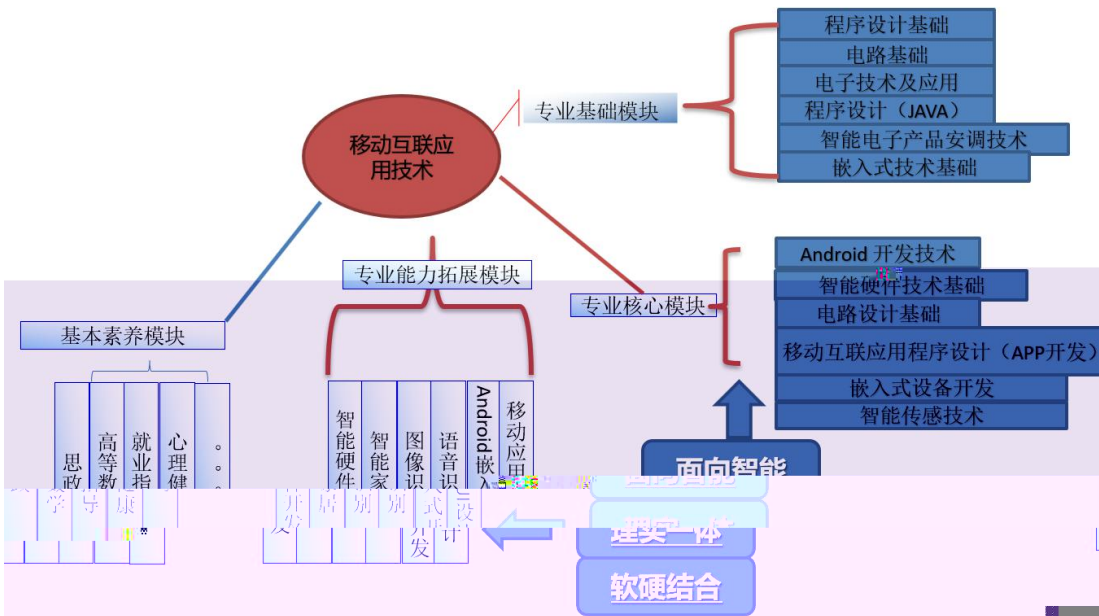 程序设计基础
电路基础
电子技术及应用
程序设计（JAVA）
智能电子产品安调技术
嵌入式技术基础
专业基础模块
移动互联应
用技术
专业能力拓展模块
专业核心模块
基本素养模块
Android 开发技术
智能硬件技术基础
电路设计基础
移动互联应用程序设计（APP开发）
嵌入式设备开发
智能传感技术
思政
高等数学
就业指导
心理健康
。。。
智能硬件开发
智能家居
图像识别
语音识别
Android嵌入式开发
移动应用设计
面向智能
理实一体
软硬结合